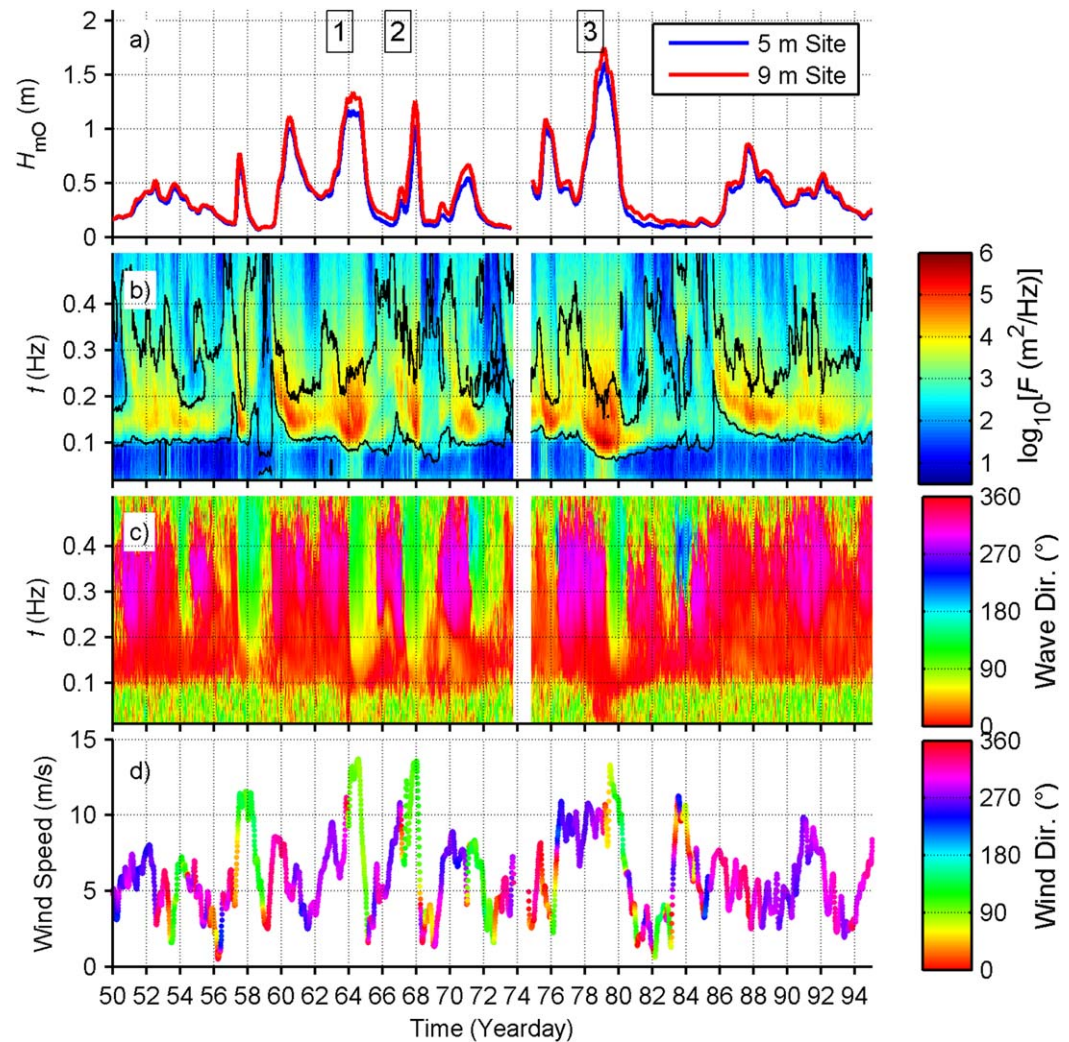 a)
1
2
3
5 m Site
9 m Site
2
1.5
1
0.5
0
HmO (m)
b)
0.4
0.3
0.2
0.1
f (Hz)
6
5
4
3
2
1
log10[F (m²/Hz)]
c)
0.4
0.3
0.2
0.1
f (Hz)
360
270
180
90
0
Wave Dir. (°)
d)
15
10
5
0
Wind Speed (m/s)
360
270
180
90
0
Wind Dir. (°)
50 52 54 56 58 60 62 64 66 68 70 72 74 76 78 80 82 84 86 88 90 92 94
Time (Yearday)